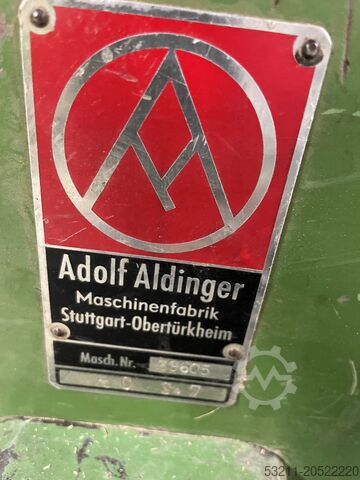 Adolf Aldinger
Maschinenfabrik
Stuttgart-Obertürkheim
Masch. Nr. 39605
53211-20522220